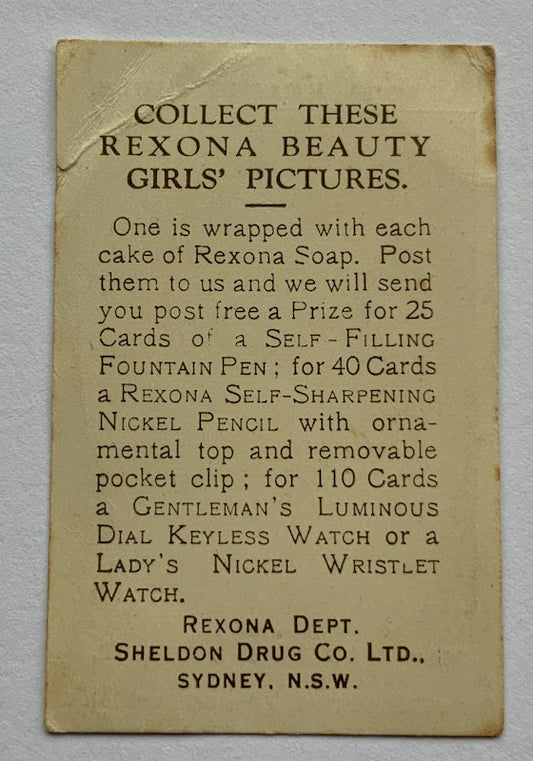 COLLECT THESE
REXONA BEAUTY
GIRLS' PICTURES.
One is wrapped with each
cake of Rexona Soap. Post
them to us and we will send
you post free a Prize for 25
Cards of a SELF-FILLING
FOUNTAIN PEN; for 40 Cards
a REXONA SELF-SHARPENING
NICKEL PENCIL with orna-
mental top and removable
pocket clip; for 110 Cards
a GENTLEMAN'S LUMINOUS
DIAL KEYLESS WATCH or a
LADY'S NICKEL WRISTLET
WATCH.
REXONA DEPT.
SHELDON DRUG CO. LTD.,
SYDNEY, N.S.W.